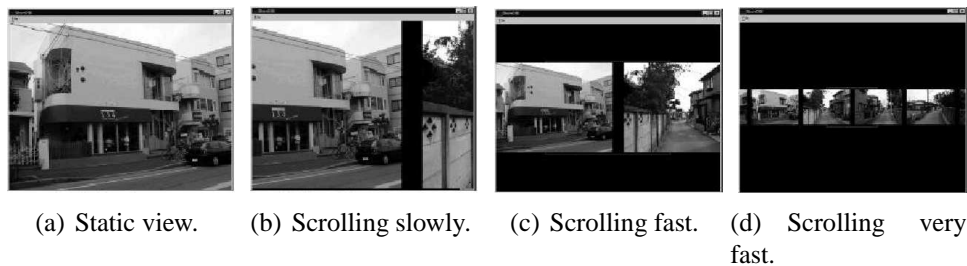 (a) Static view.
(b) Scrolling slowly.
(c) Scrolling fast.
(d) Scrolling very
fast.